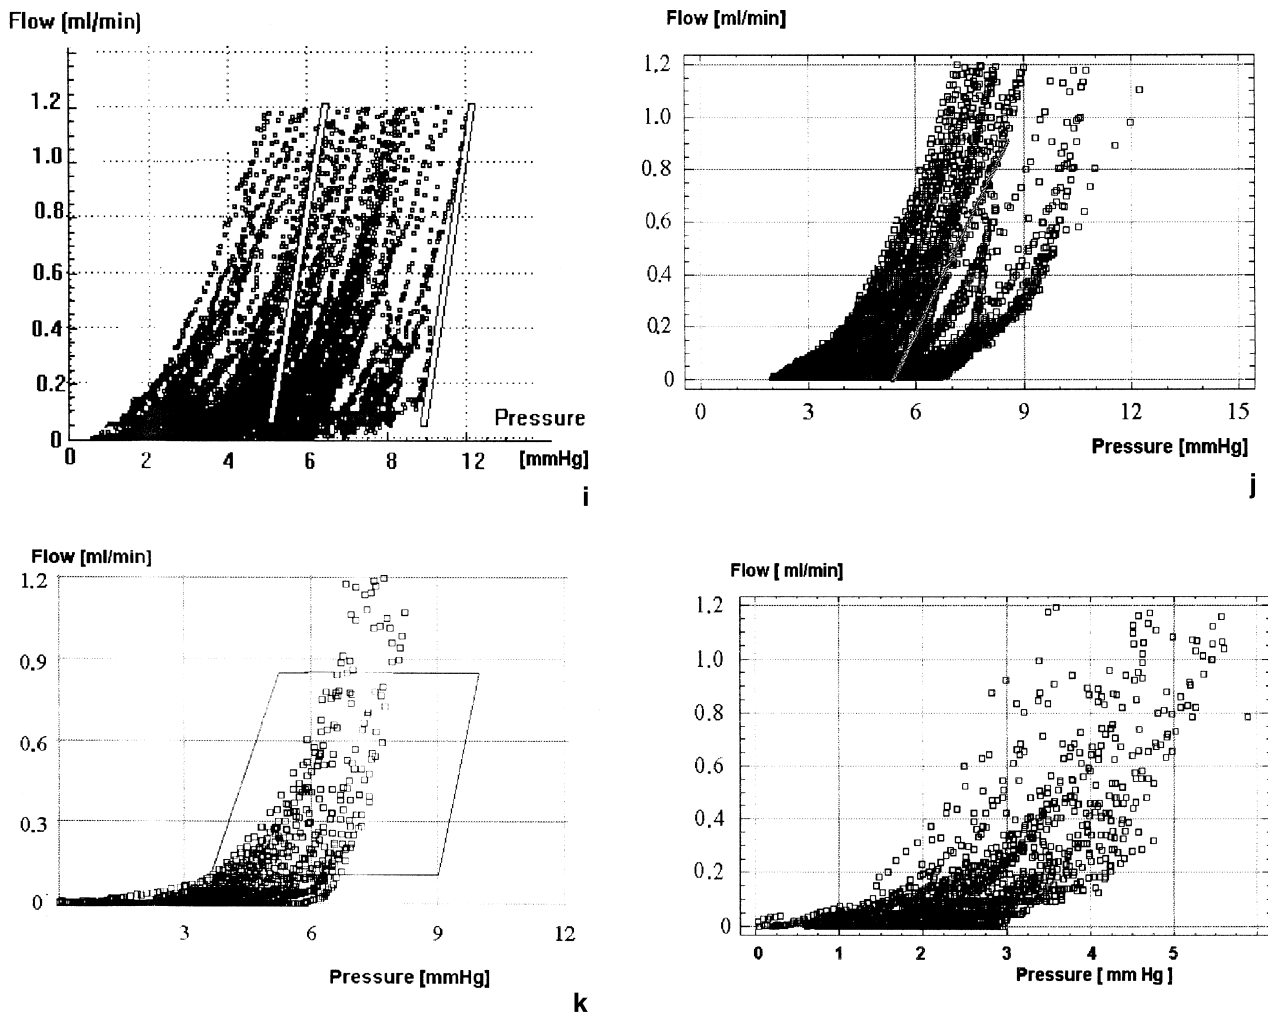 Flow [ml/min]
1.2
1.0
0.8
0.6
0.4
0.2
0
Pressure
0 2 4 6 8 12 [mmHg]
i
Flow [ml/min]
1,2
1.0
0.8
0.6
0.4
0,2
0
0 3 6 9 12 15
Pressure [mmHg]
j
Flow [ml/min]
1.2
0.9
0.6
0.3
0
3 6 9 12
Pressure [mmHg]
k
Flow [ ml/min]
1.2
1.0
0.8
0.6
0.4
0.2
0
0 1 2 3 4 5
Pressure [ mm Hg ]